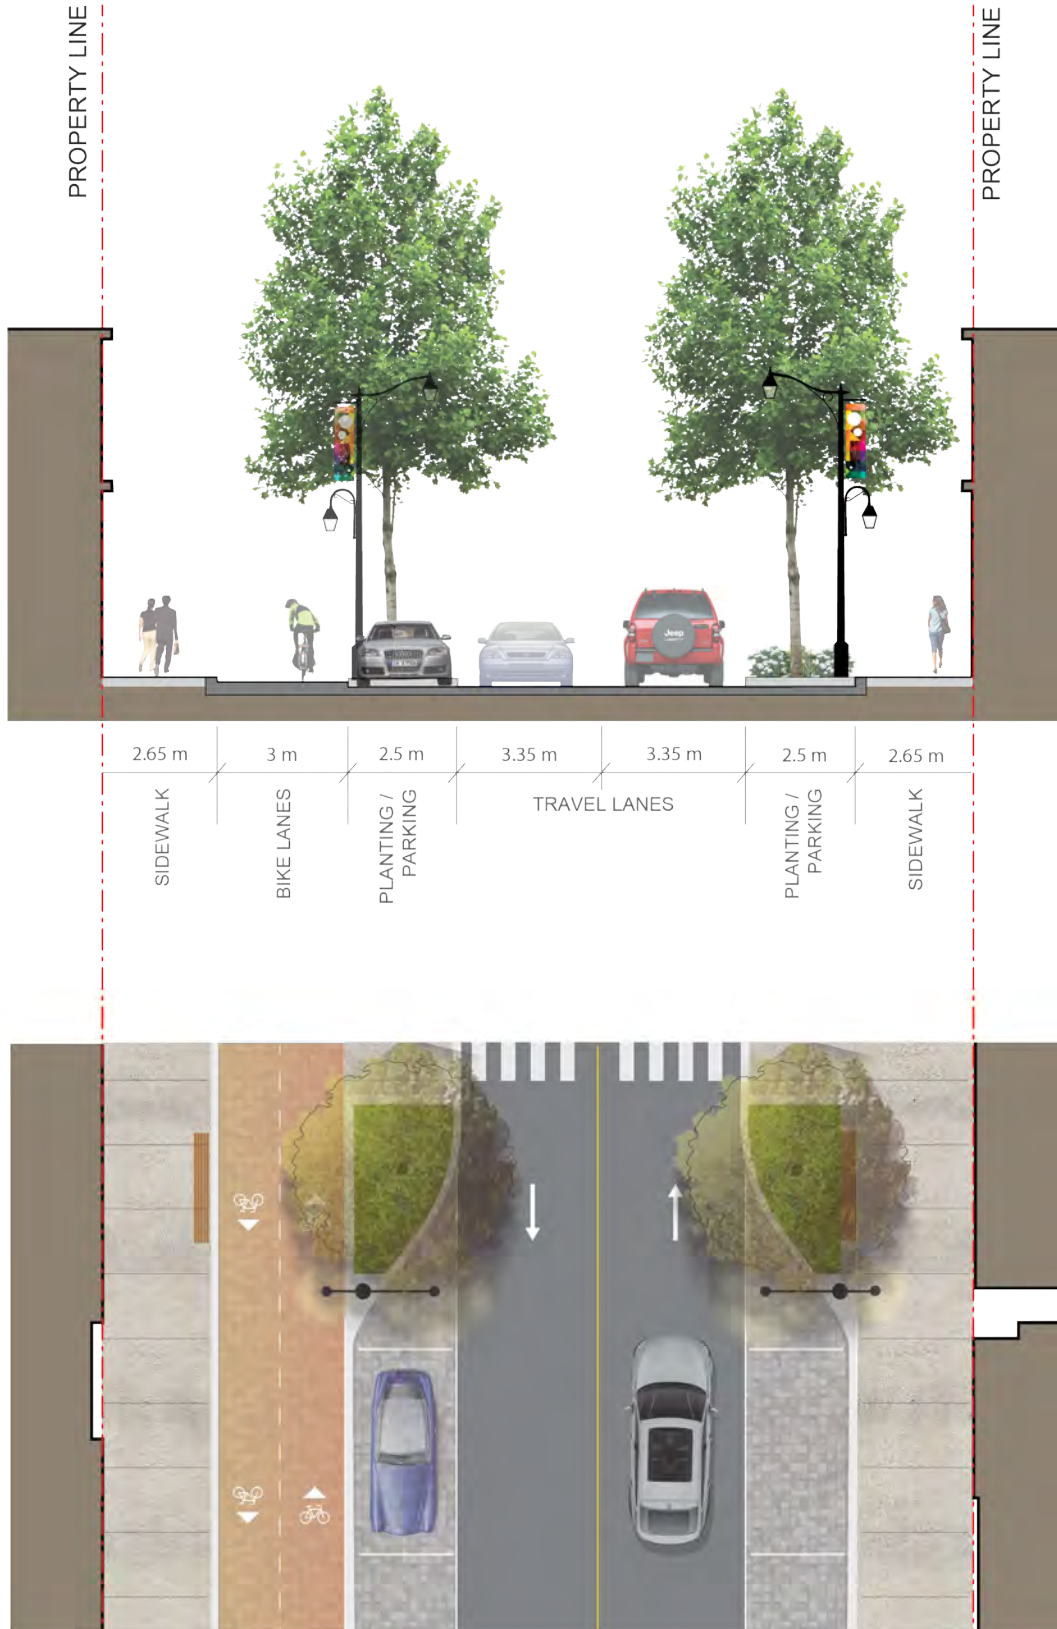 PROPERTY LINE
PROPERTY LINE
Jeep
2.65 m
3 m
2.5 m
3.35 m
3.35 m
2.5 m
2.65 m
SIDEWALK
BIKE LANES
PLANTING /
PARKING
TRAVEL LANES
PLANTING /
PARKING
SIDEWALK